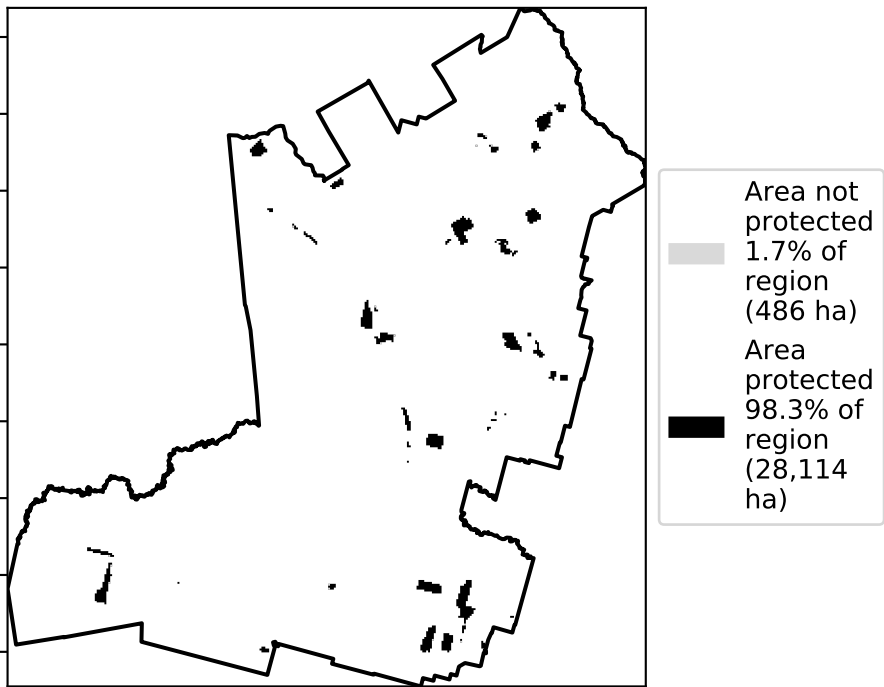 Area not
protected
1.7% of
region
(486 ha)
Area
protected
98.3% of
region
(28,114
ha)